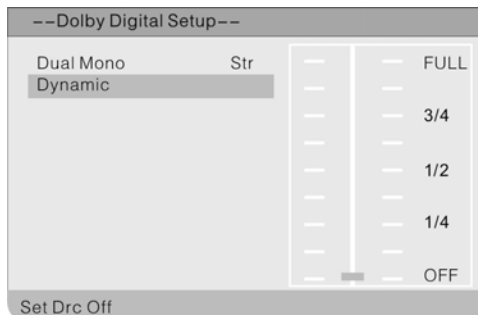 --Dolby Digital Setup--
Dual Mono Str
Dynamic
FULL
3/4
1/2
1/4
OFF
Set Drc Off